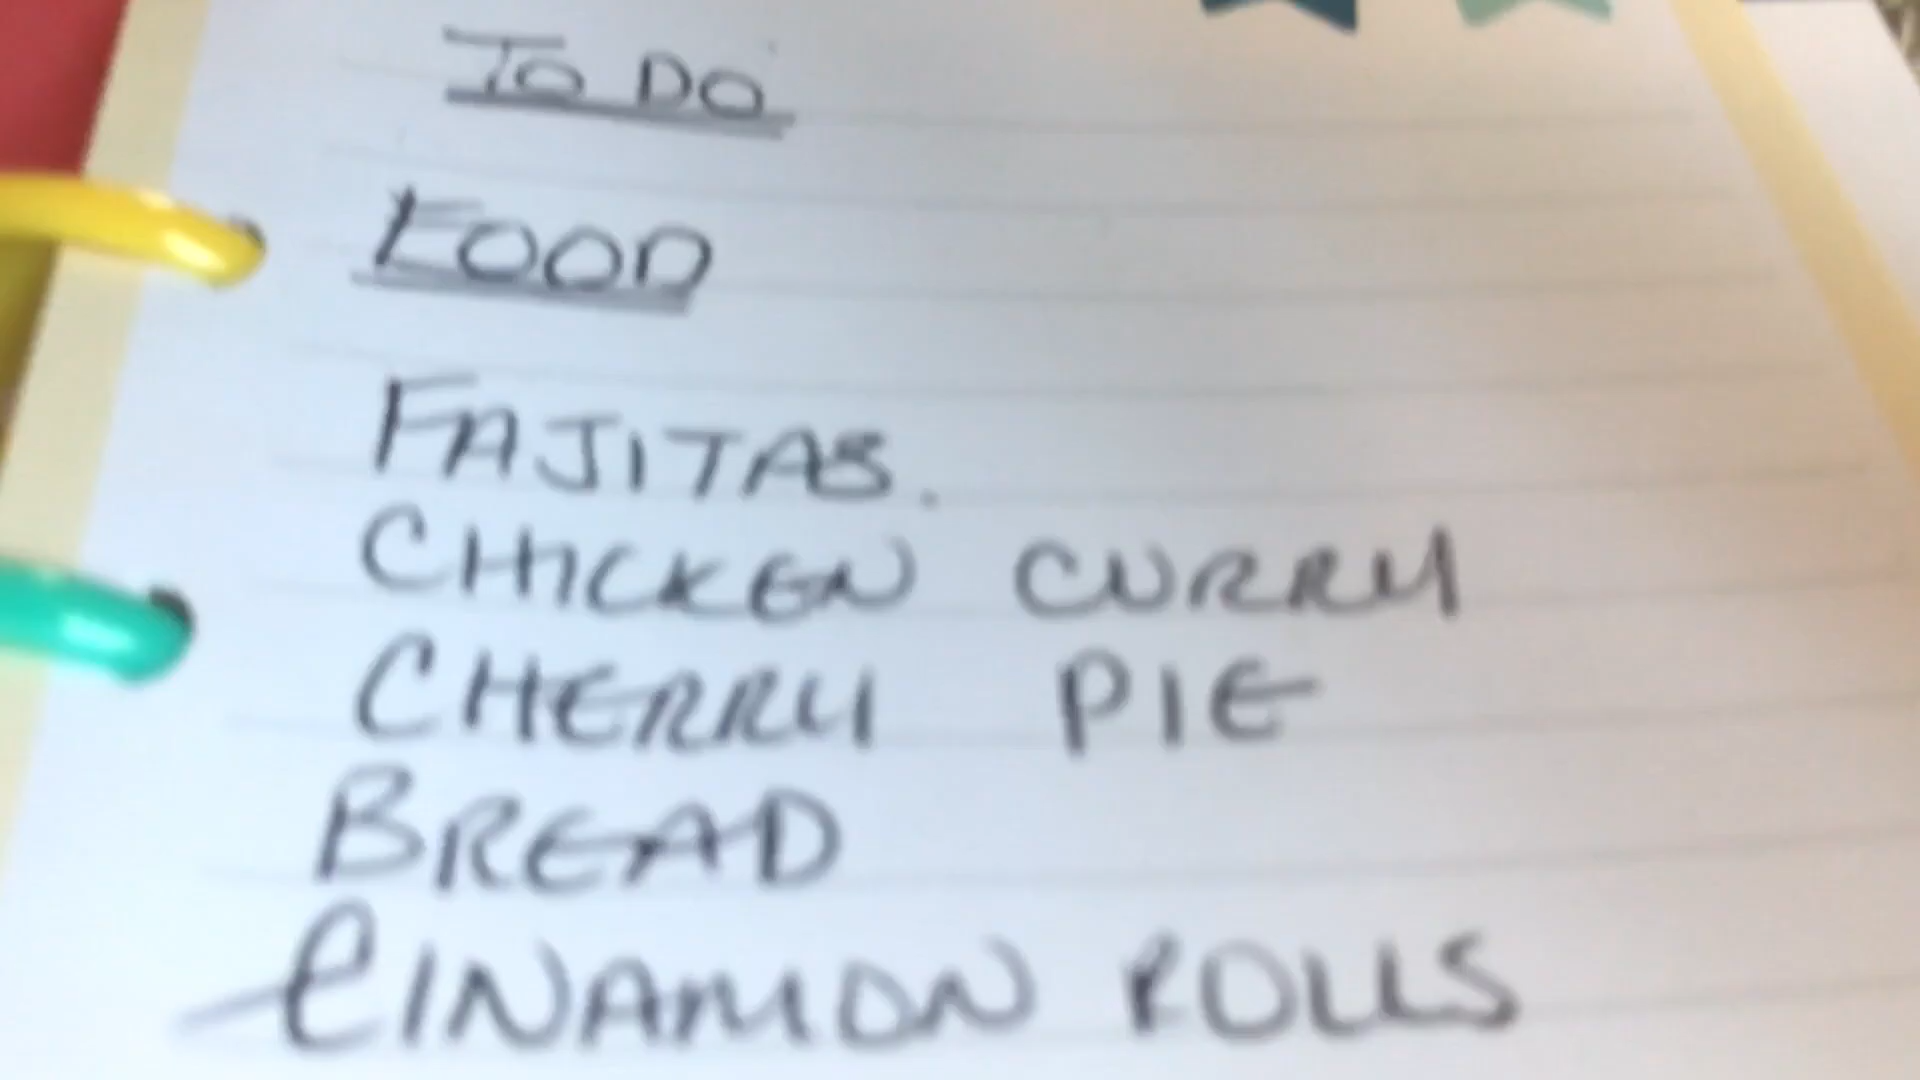 TO DO
FOOD
FAJITAS.
CHICKEN CURRY
CHERRY PIE
BREAD
CINAMON ROLLS